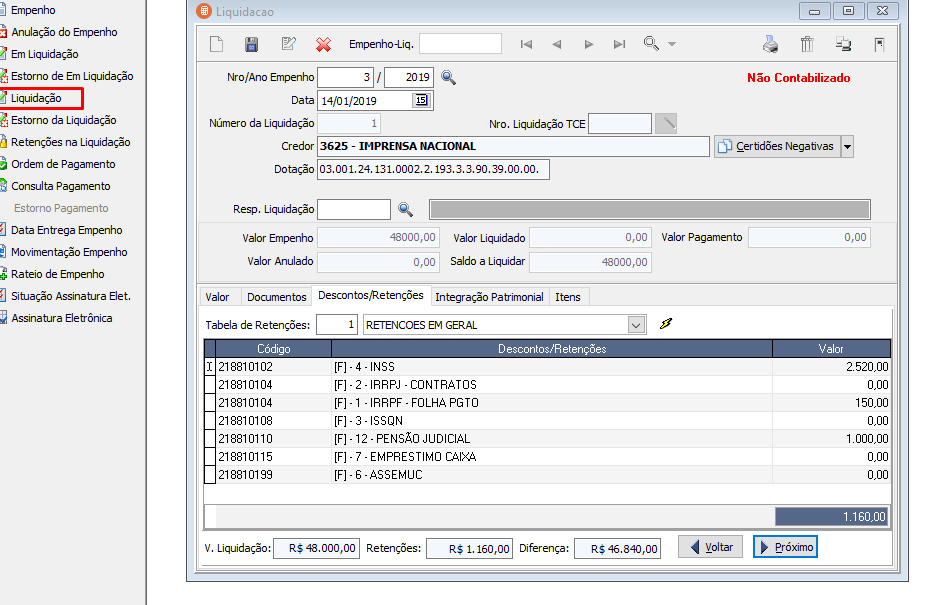 Empenho
Anulação do Empenho
Em Liquidação
Estorno de Em Liquidação
Liquidação
Estorno da Liquidação
Retenções na Liquidação
Ordem de Pagamento
Consulta Pagamento
Estorno Pagamento
Data Entrega Empenho
Movimentação Empenho
Rateio de Empenho
Situação Assinatura Elet.
Assinatura Eletrônica
Liquidacao
Empenho-Liq.
Nro/Ano Empenho 3 / 2019 Não Contabilizado
Data 14/01/2019 15
Número da Liquidação 1 Nro. Liquidação TCE
Credor 3625 - IMPRENSA NACIONAL Certidões Negativas
Dotação 03.001.24.131.0002.2.193.3.3.90.39.00.00.
Resp. Liquidação
Valor Empenho 48000,00 Valor Liquidado 0,00 Valor Pagamento 0,00
Valor Anulado 0,00 Saldo a Liquidar 48000,00
Valor Documentos Descontos/Retenções Integração Patrimonial Itens
Tabela de Retenções: 1 RETENCOES EM GERAL
Código Descontos/Retenções Valor
218810102 [F] - 4 - INSS 2.520,00
218810104 [F] - 2 - IRRPJ - CONTRATOS 0,00
218810104 [F] - 1 - IRRPF - FOLHA PGTO 150,00
218810108 [F] - 3 - ISSQN 0,00
218810110 [F] - 12 - PENSÃO JUDICIAL 1.000,00
218810115 [F] - 7 - EMPRESTIMO CAIXA 0,00
218810199 [F] - 6 - ASSEMUC 0,00
1.160,00
V. Liquidação: R$ 48.000,00 Retenções: R$ 1.160,00 Diferença: R$ 46.840,00 Voltar Próximo